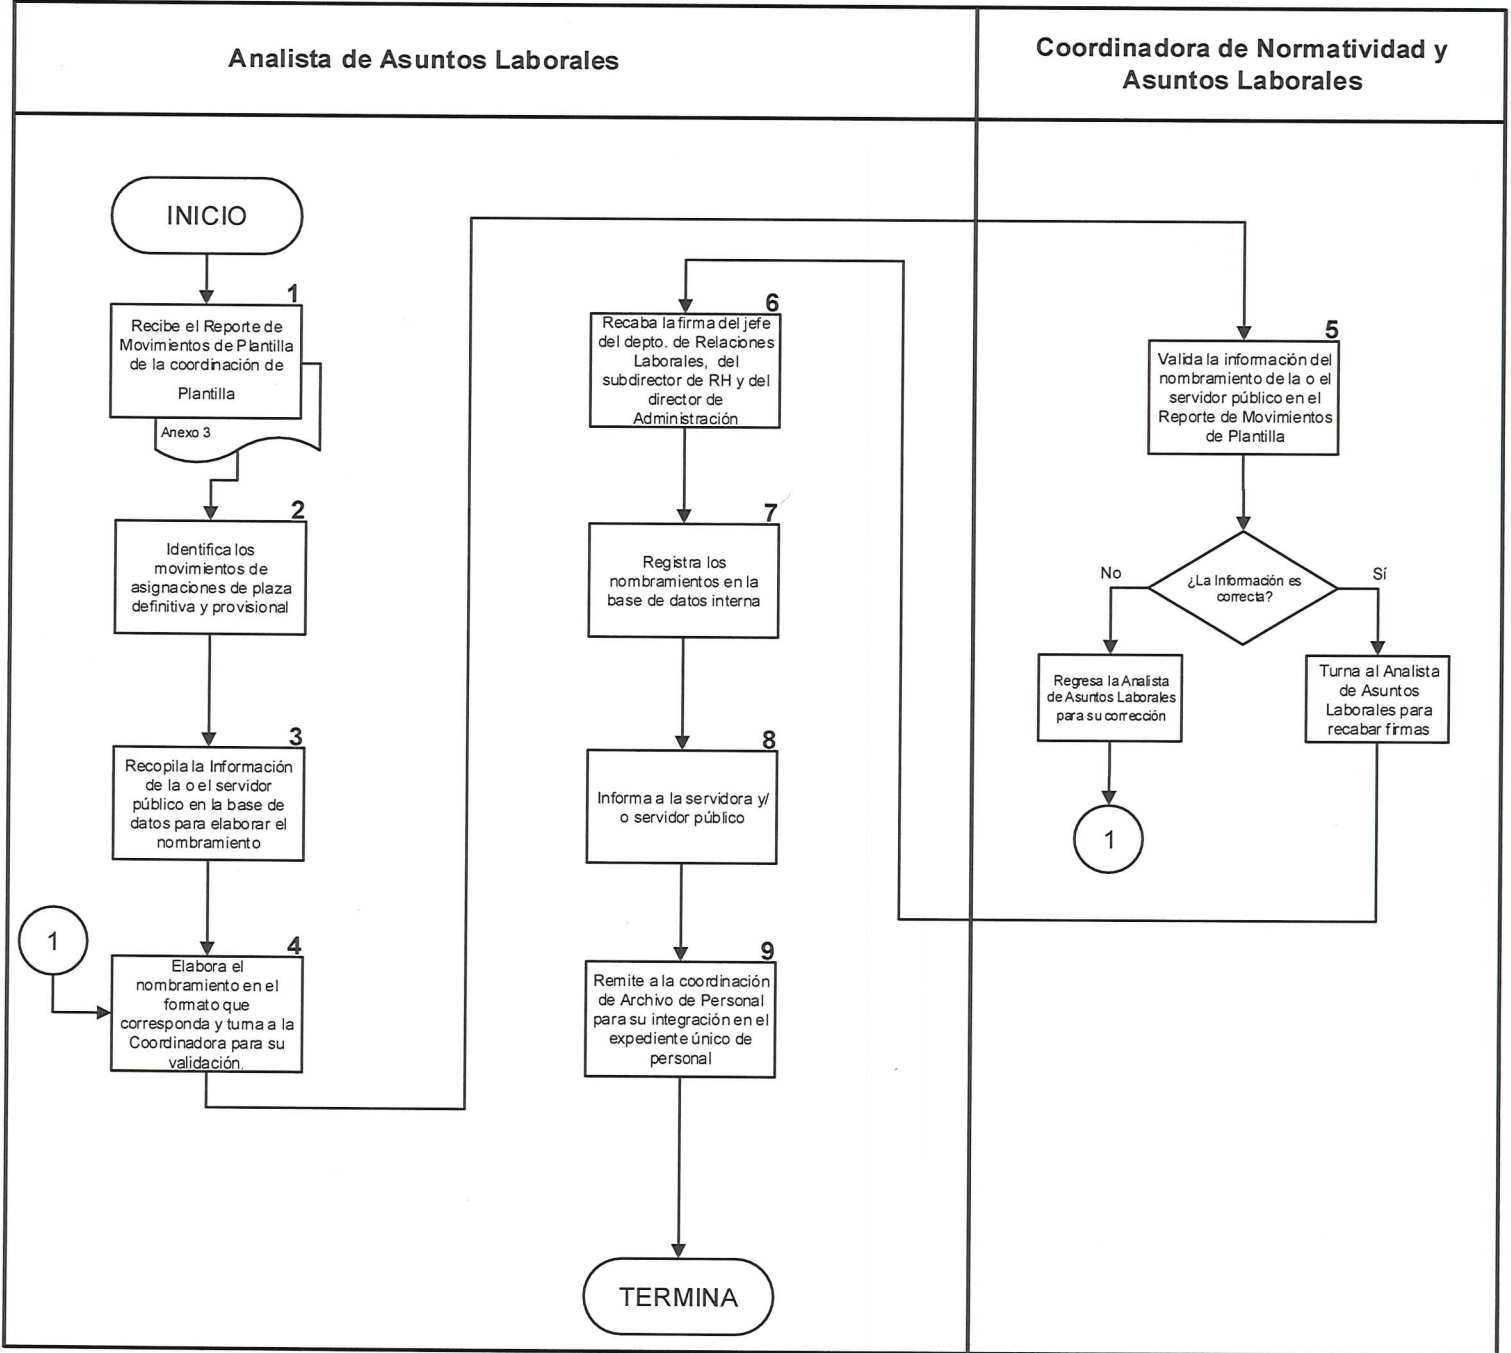 Analista de Asuntos Laborales
Coordinadora de Normatividad y
Asuntos Laborales
INICIO
1
Recibe el Reporte de
Movimientos de Plantilla
de la coordinación de
Plantilla
Anexo 3
2
Identifica los
movimientos de
asignaciones de plaza
definitiva y provisional
3
Recopila la Información
de la o el servidor
público en la base de
datos para elaborar el
nombramiento
1
4
Elabora el
nombramiento en el
formato que
corresponda y turna a la
Coordinadora para su
validación.
5
Valida la información del
nombramiento de la o el
servidor público en el
Reporte de Movimientos
de Plantilla
¿La Información es
correcta?
No
Sí
Regresa la Analista
de Asuntos Laborales
para su corrección
1
Turna al Analista
de Asuntos
Laborales para
recabar firmas
6
Recaba la firma del jefe
del depto. de Relaciones
Laborales, del
subdirector de RH y del
director de
Administración
7
Registra los
nombramientos en la
base de datos interna
8
Informa a la servidora y/
o servidor público
9
Remite a la coordinación
de Archivo de Personal
para su integración en el
expediente único de
personal
TERMINA